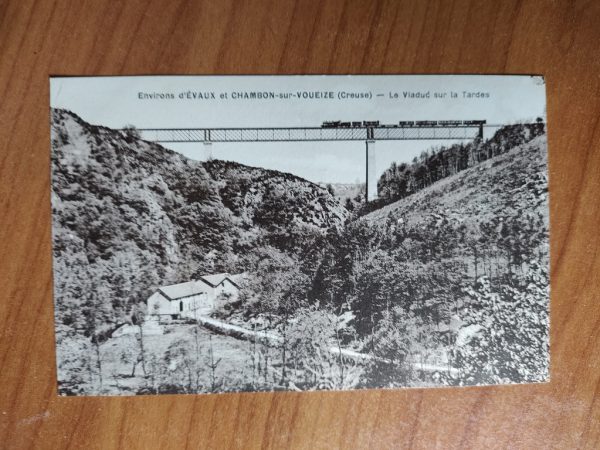 Environs d'ÉVAUX et CHAMBON-sur-VOUEIZE (Creuse) — Le Viaduc sur la Tardes